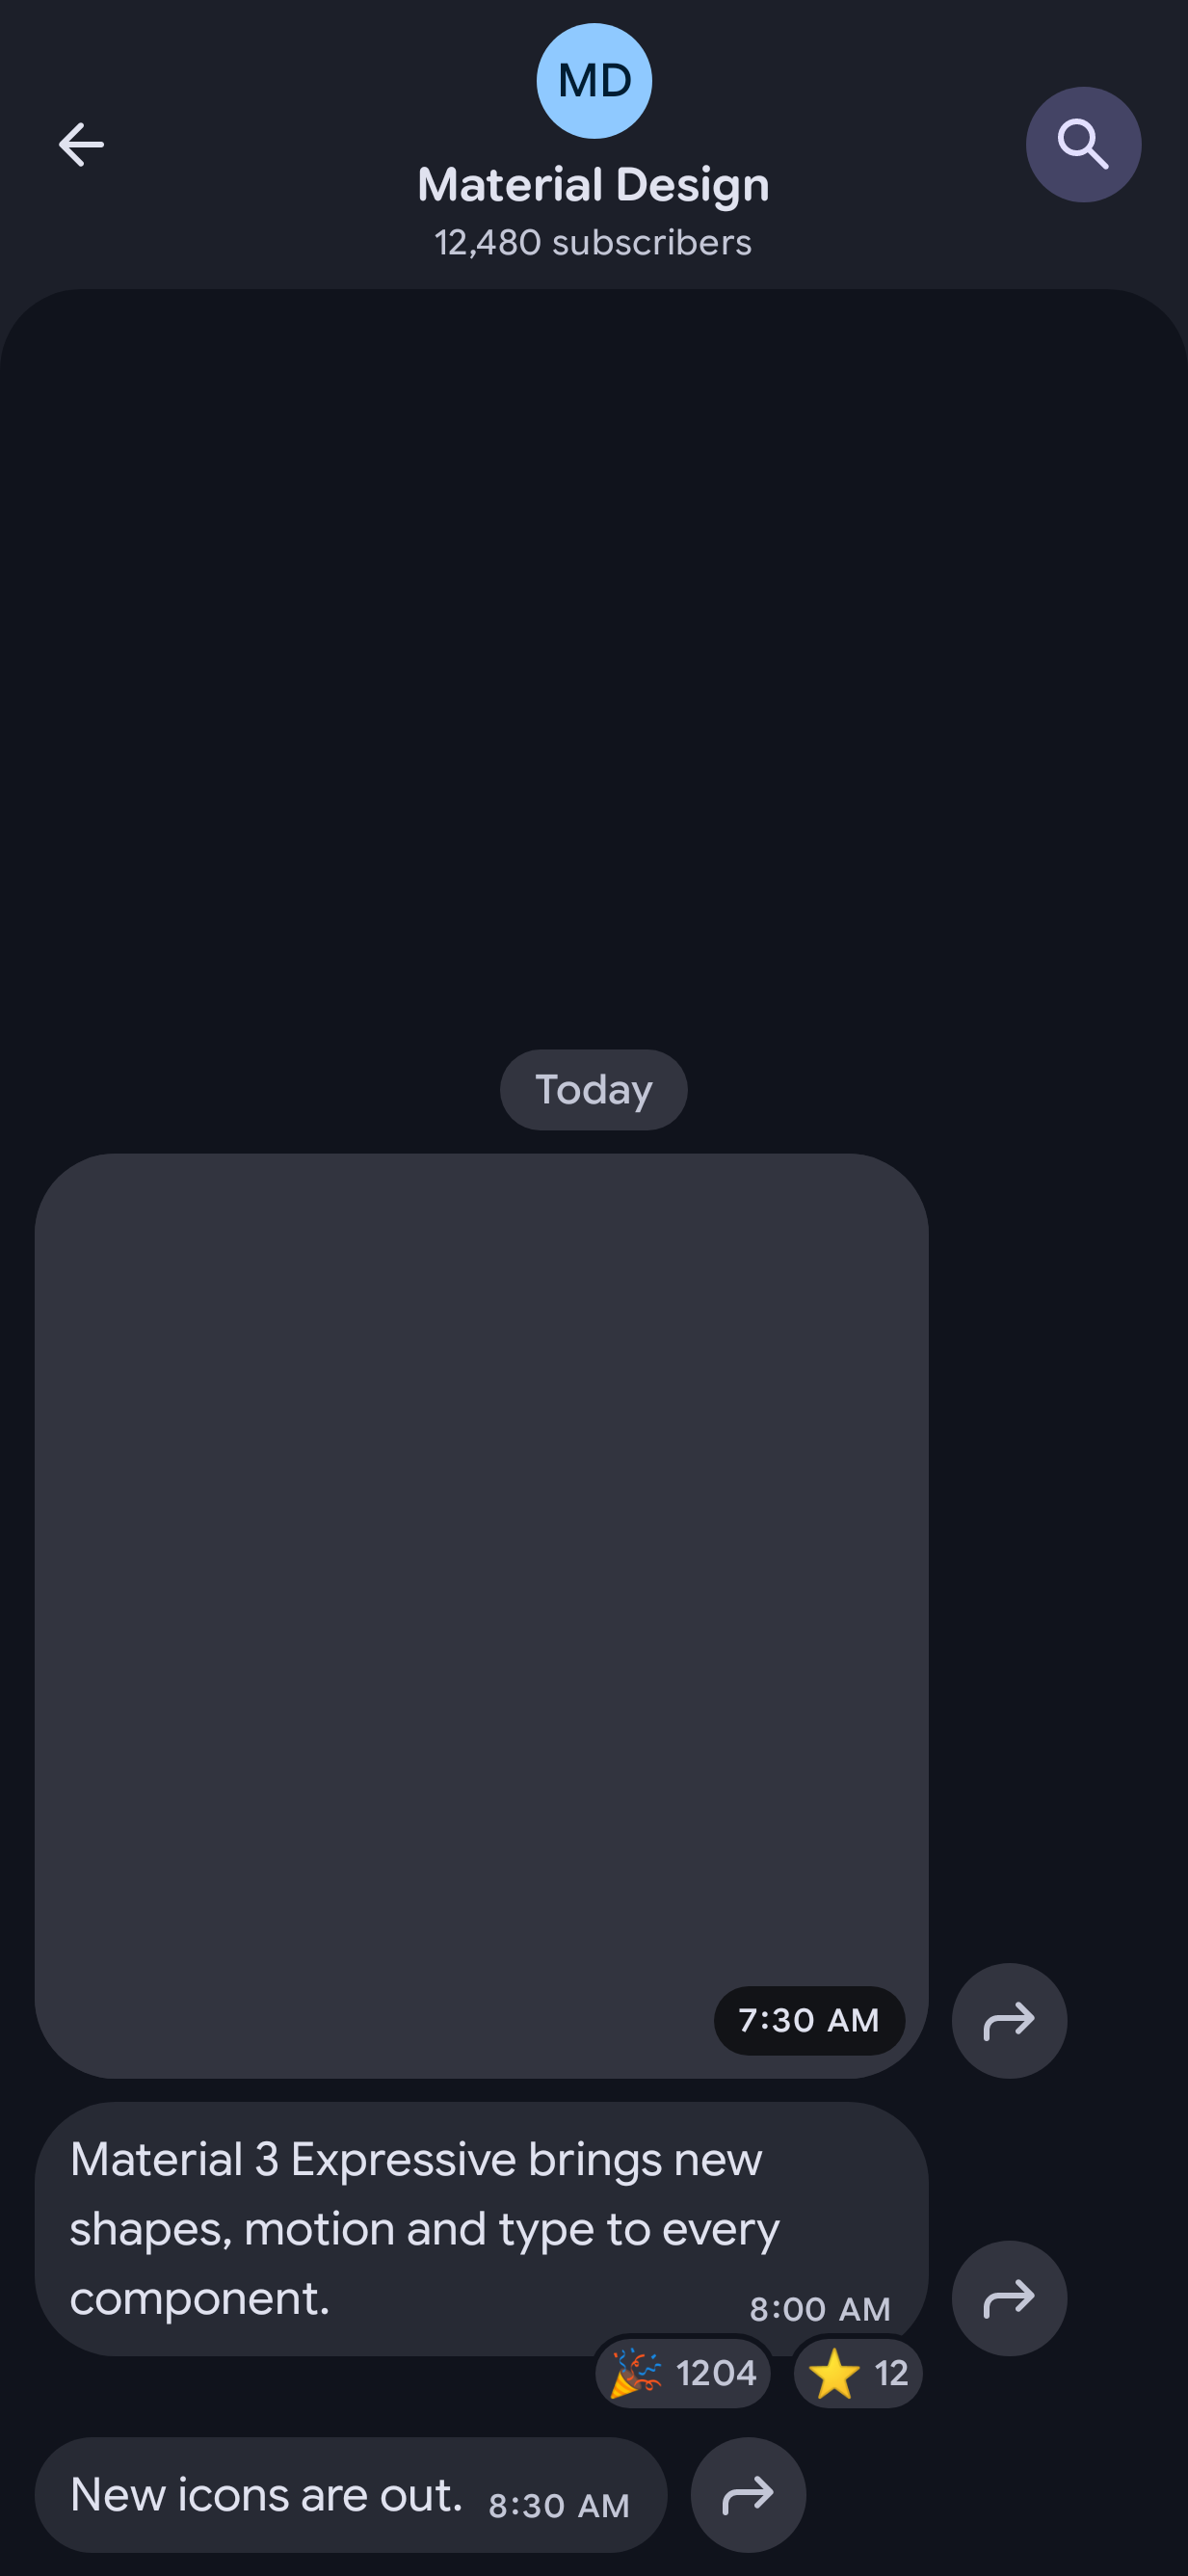 MD
Material Design
12,480 subscribers
Today
7:30 AM
Material 3 Expressive brings new
shapes, motion and type to every
component.
8:00 AM
🎉 1204 ⭐ 12
New icons are out. 8:30 AM